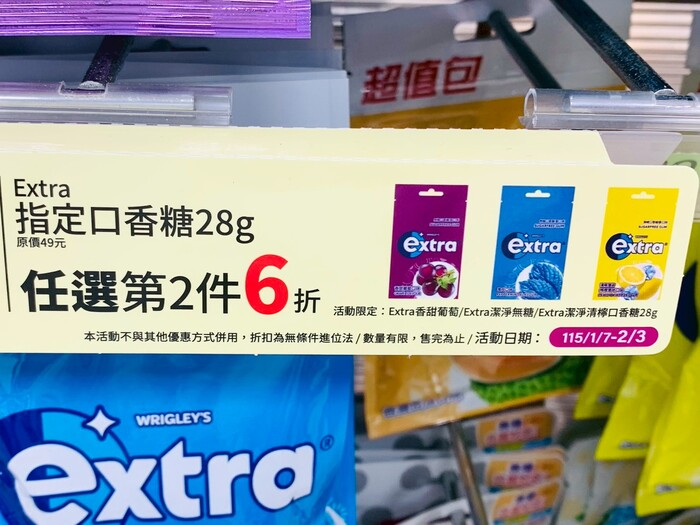 超值包
Extra
指定口香糖28g
原價49元
任選第2件6折
extra
extra
extra
活動限定：Extra香甜葡萄/Extra潔淨無糖/Extra潔淨清檸口香糖28g
本活動不與其他優惠方式併用，折扣為無條件進位法 / 數量有限，售完為止 / 活動日期： 115/1/7-2/3
WRIGLEY'S
extra®